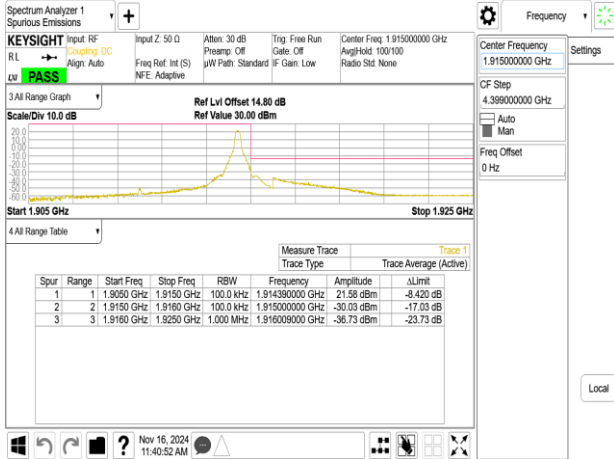 Spectrum Analyzer 1
Spurious Emissions
Frequency
KEYSIGHT
Input: RF
Coupling: DC
Align: Auto
Input Z: 50 Ω
Freq Ref: Int (S)
NFE: Adaptive
Atten: 30 dB
Preamp: Off
µW Path: Standard
Trig: Free Run
Gate: Off
IF Gain: Low
Center Freq: 1.915000000 GHz
Avg|Hold: 100/100
Radio Std: None
RL
LXI
PASS
3 All Range Graph
Scale/Div 10.0 dB
Ref Lvl Offset 14.80 dB
Ref Value 30.00 dBm
20.0
10.0
0.00
-10.0
-20.0
-30.0
-40.0
-50.0
-60.0
Start 1.905 GHz
Stop 1.925 GHz
4 All Range Table
Measure Trace Trace 1
Trace Type Trace Average (Active)
Spur Range Start Freq Stop Freq RBW Frequency Amplitude ΔLimit
1 1 1.9050 GHz 1.9150 GHz 100.0 kHz 1.914390000 GHz 21.58 dBm -8.420 dB
2 2 1.9150 GHz 1.9160 GHz 100.0 kHz 1.915000000 GHz -30.03 dBm -17.03 dB
3 3 1.9160 GHz 1.9250 GHz 1.000 MHz 1.916009000 GHz -36.73 dBm -23.73 dB
Center Frequency
1.915000000 GHz
Settings
CF Step
4.399000000 GHz
Auto
Man
Freq Offset
0 Hz
Local
?
Nov 16, 2024
11:40:52 AM